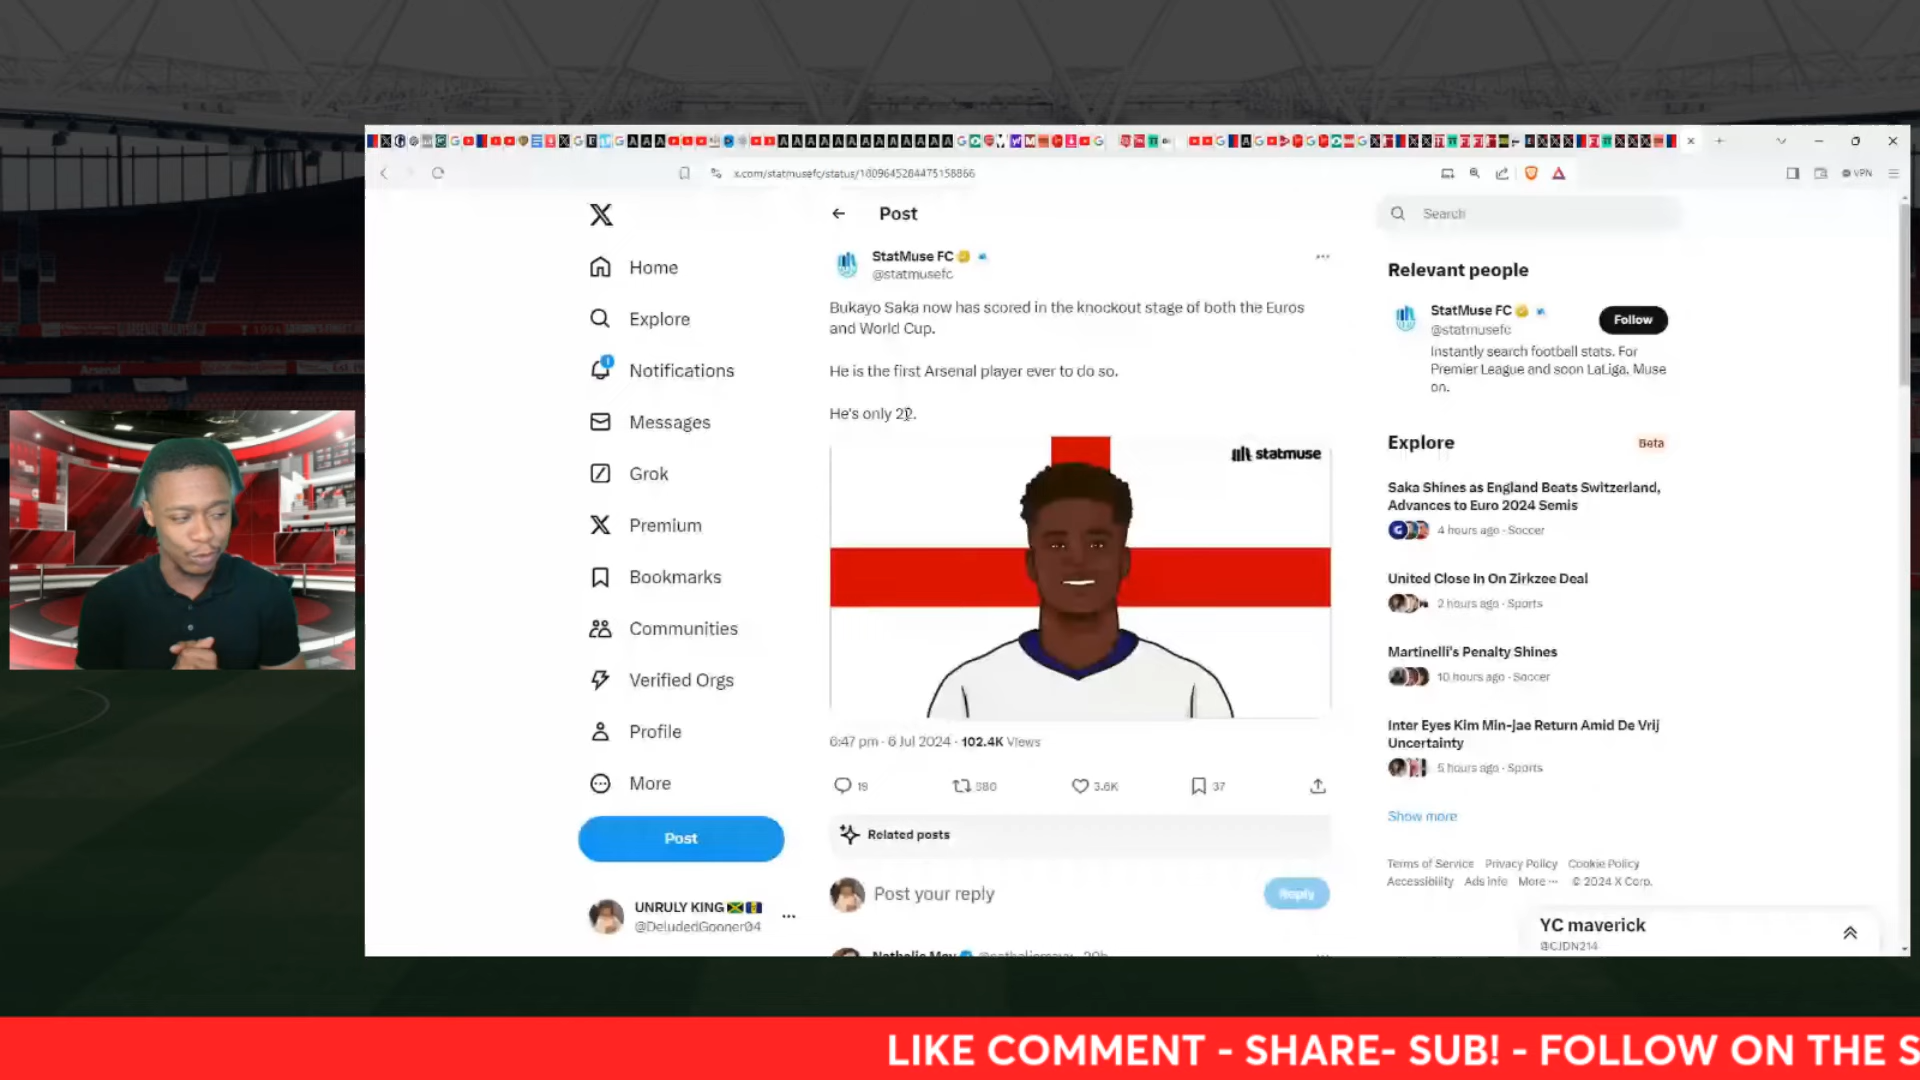 x.com/statmusefc/status/1809645284475158866
VPN
Home
Explore
Notifications
Messages
Grok
Premium
Bookmarks
Communities
Verified Orgs
Profile
More
Post
UNRULY KING
@DeludedGooner04
Post
StatMuse FC
@statmusefc
Bukayo Saka now has scored in the knockout stage of both the Euros
and World Cup.
He is the first Arsenal player ever to do so.
He's only 22.
statmuse
6:47 pm · 6 Jul 2024 · 102.4K Views
19
3.6K
37
Related posts
Post your reply
Reply
Search
Relevant people
StatMuse FC
@statmusefc
Follow
Instantly search football stats. For
Premier League and soon LaLiga. Muse
on.
Explore
Beta
Saka Shines as England Beats Switzerland,
Advances to Euro 2024 Semis
4 hours ago · Soccer
United Close In On Zirkzee Deal
2 hours ago · Sports
Martinelli's Penalty Shines
10 hours ago · Soccer
Inter Eyes Kim Min-jae Return Amid De Vrij
Uncertainty
5 hours ago · Sports
Show more
Terms of Service Privacy Policy Cookie Policy
Accessibility Ads info More ··· © 2024 X Corp.
YC maverick
@CJDN214
Arsenal
LIKE COMMENT - SHARE- SUB! - FOLLOW ON THE S